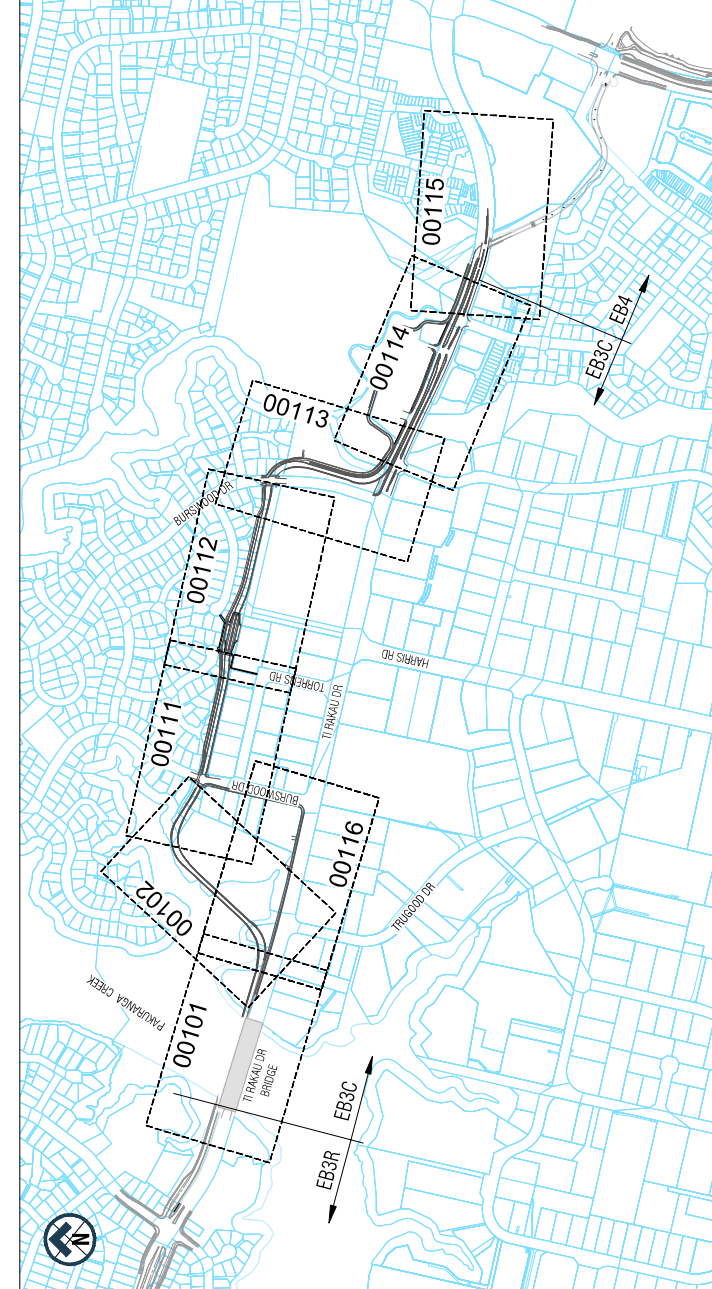 00115
EB4
EB3C
00114
00113
BURSWOOD DR
00112
HARRIS RD
TORRENS RD
TI RAKAU DR
00111
BURSWOOD DR
00116
TRUGOOD DR
00102
PAKURANGA CREEK
00101
TI RAKAU DR
BRIDGE
EB3C
EB3R
N